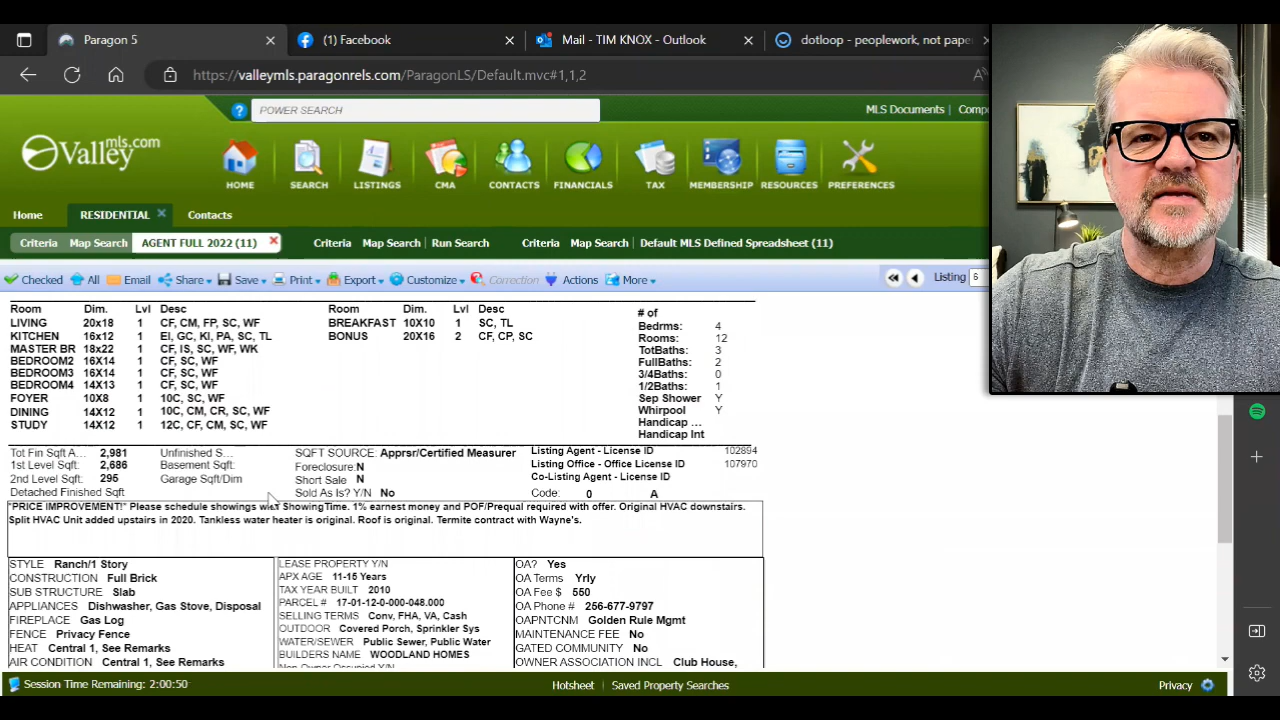 Paragon 5
(1) Facebook
Mail - TIM KNOX - Outlook
dotloop - peoplework, not pape
https://valleymls.paragonrels.com/ParagonLS/Default.mvc#1,1,2
POWER SEARCH
MLS Documents
Valleymls.com
HOME SEARCH LISTINGS CMA CONTACTS FINANCIALS TAX MEMBERSHIP RESOURCES PREFERENCES
Home RESIDENTIAL Contacts
Criteria Map Search AGENT FULL 2022 (11) Criteria Map Search Run Search Criteria Map Search Default MLS Defined Spreadsheet (11)
Checked All Email Share Save Print Export Customize Correction Actions More Listing 6
Room Dim. Lvl Desc Room Dim. Lvl Desc # of
LIVING 20x18 1 CF, CM, FP, SC, WF BREAKFAST 10X10 1 SC, TL Bedrms: 4
KITCHEN 16x12 1 EI, GC, KI, PA, SC, TL BONUS 20X16 2 CF, CP, SC Rooms: 12
MASTER BR 18x22 1 CF, IS, SC, WF, WK TotBaths: 3
BEDROOM2 16X14 1 CF, SC, WF FullBaths: 2
BEDROOM3 16X14 1 CF, SC, WF 3/4Baths: 0
BEDROOM4 14X13 1 CF, SC, WF 1/2Baths: 1
FOYER 10X8 1 10C, SC, WF Sep Shower Y
DINING 14X12 1 10C, CM, CR, SC, WF Whirpool Y
STUDY 14X12 1 12C, CF, CM, SC, WF Handicap ...
Handicap Int
Tot Fin Sqft A... 2,981 Unfinished S... SQFT SOURCE: Apprsr/Certified Measurer Listing Agent - License ID 102894
1st Level Sqft: 2,686 Basement Sqft: Foreclosure: N Listing Office - Office License ID 107970
2nd Level Sqft: 295 Garage Sqft/Dim Short Sale N Co-Listing Agent - License ID
Detached Finished Sqft Sold As Is? Y/N No Code: 0 A
*PRICE IMPROVEMENT!* Please schedule showings ShowingTime. 1% earnest money and POF/Prequal required with offer. Original HVAC downstairs.
Split HVAC Unit added upstairs in 2020. Tankless water heater is original. Roof is original. Termite contract with Wayne's.
STYLE Ranch/1 Story LEASE PROPERTY Y/N OA? Yes
CONSTRUCTION Full Brick APX AGE 11-15 Years OA Terms Yrly
SUB STRUCTURE Slab TAX YEAR BUILT 2010 OA Fee $ 550
APPLIANCES Dishwasher, Gas Stove, Disposal PARCEL # 17-01-12-0-000-048.000 OA Phone # 256-677-9797
FIREPLACE Gas Log SELLING TERMS Conv, FHA, VA, Cash OAPNTCNM Golden Rule Mgmt
FENCE Privacy Fence OUTDOOR Covered Porch, Sprinkler Sys MAINTENANCE FEE No
HEAT Central 1, See Remarks WATER/SEWER Public Sewer, Public Water GATED COMMUNITY No
AIR CONDITION Central 1, See Remarks BUILDERS NAME WOODLAND HOMES OWNER ASSOCIATION INCL Club House,
Non-Owner Occupied Y/N
Session Time Remaining: 2:00:50 Hotsheet | Saved Property Searches Privacy